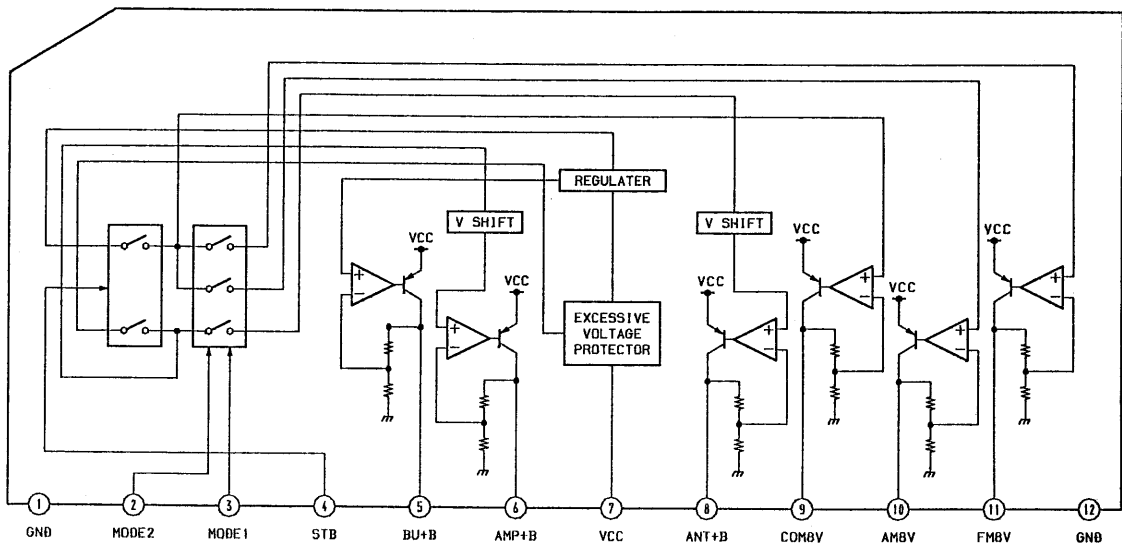 REGULATER
V SHIFT
V SHIFT
VCC
VCC
VCC
VCC
VCC
VCC
+
−
+
−
+
−
+
−
+
−
+
−
EXCESSIVE
VOLTAGE
PROTECTOR
1 2 3 4 5 6 7 8 9 10 11 12
GND MODE2 MODE1 STB BU+B AMP+B VCC ANT+B COM8V AM8V FM8V GND